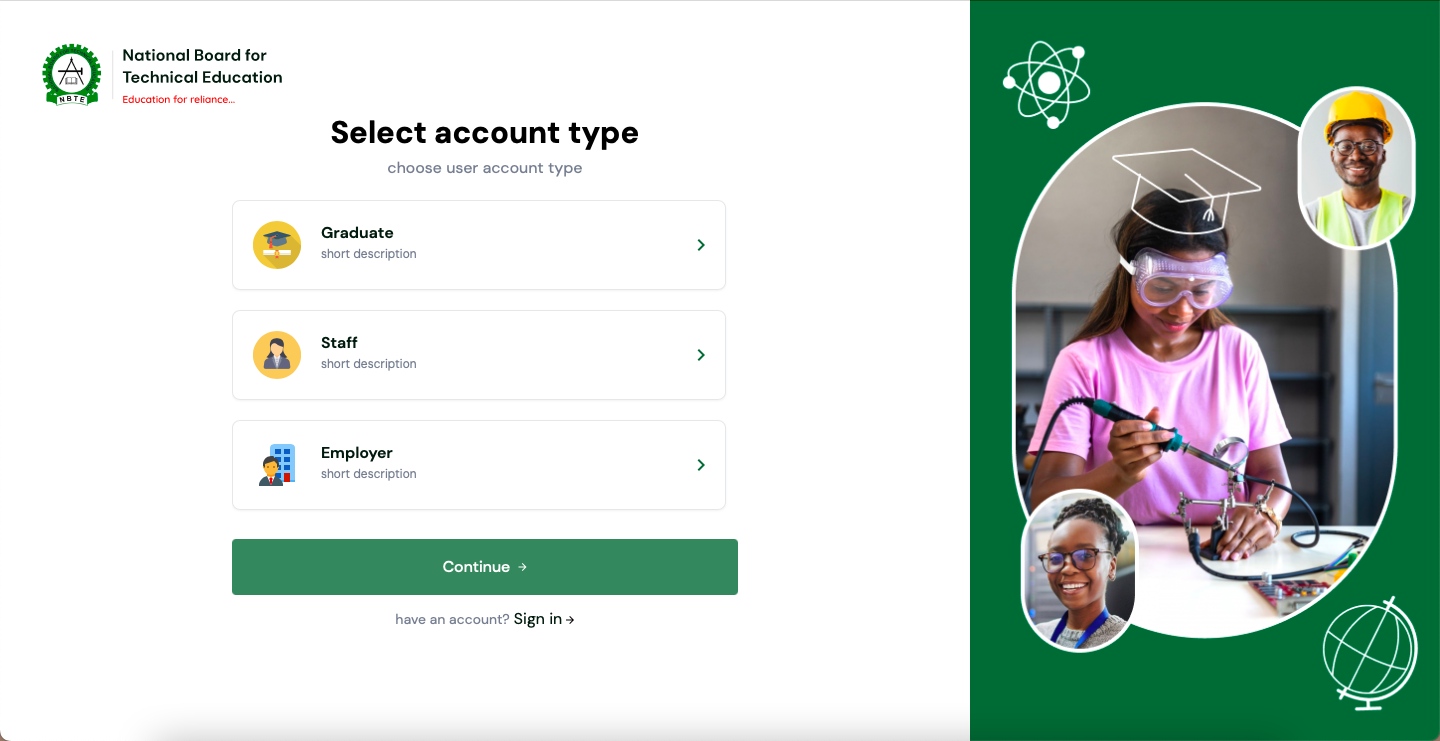 National Board for
Technical Education
Education for reliance...
NBTE
Select account type
choose user account type
Graduate
short description
Staff
short description
Employer
short description
Continue →
have an account? Sign in →